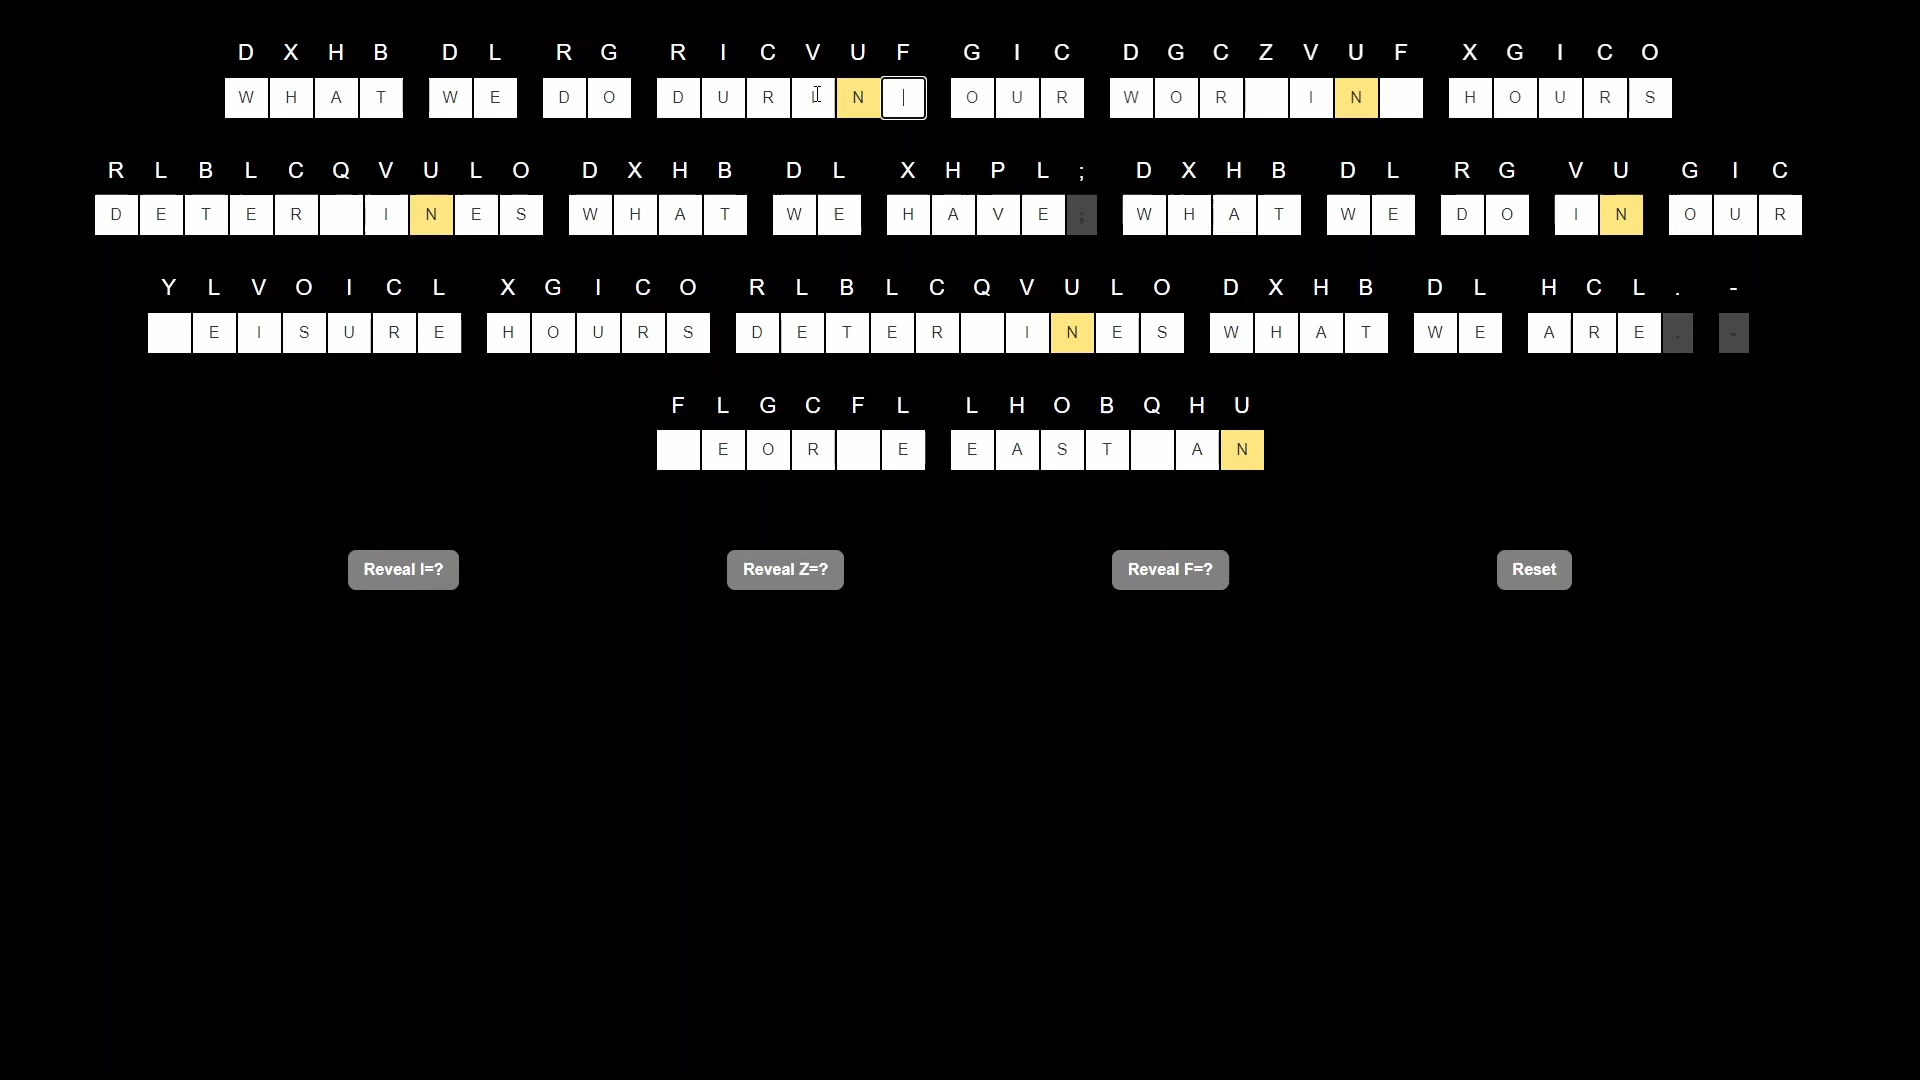 D X H B D L R G R I C V U F G I C D G C Z V U F X G I C O
W H A T W E D O D U R I N O U R W O R I N H O U R S
R L B L C Q V U L O D X H B D L X H P L ; D X H B D L R G V U G I C
D E T E R I N E S W H A T W E H A V E ; W H A T W E D O I N O U R
Y L V O I C L X G I C O R L B L C Q V U L O D X H B D L H C L . -
E I S U R E H O U R S D E T E R I N E S W H A T W E A R E . -
F L G C F L L H O B Q H U
E O R E E A S T A N
Reveal I=? Reveal Z=? Reveal F=? Reset